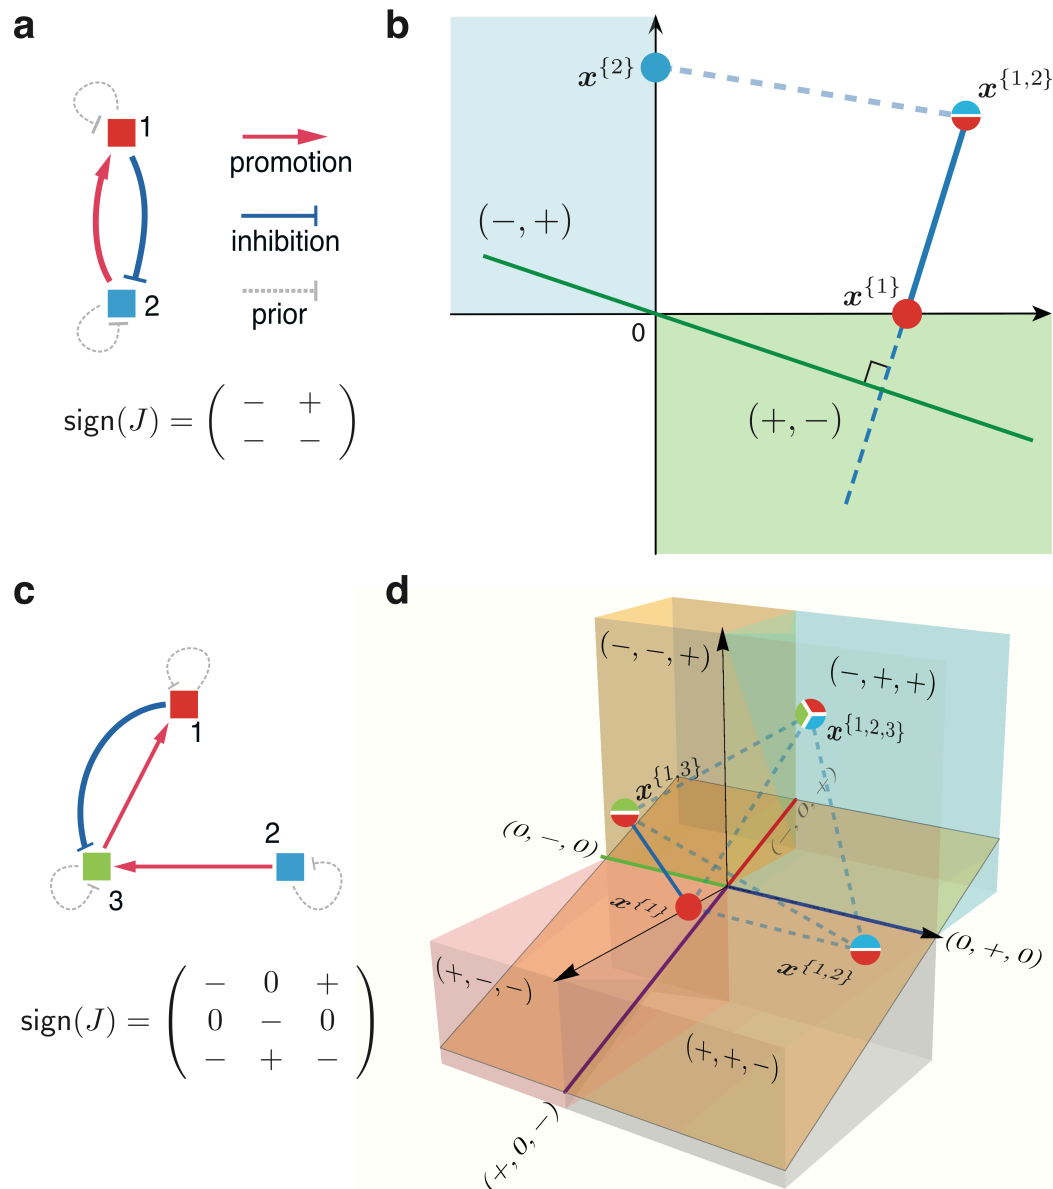 a
1
2
promotion
inhibition
prior
sign(J) = ( − +
− − )
b
x^{2}
x^{1,2}
(−, +)
x^{1}
0
(+, −)
c
1
2
3
sign(J) = ( − 0 +
0 − 0
− + − )
d
(−, −, +)
(−, +, +)
x^{1,2,3}
x^{1,3}
(−, 0, +)
(0, −, 0)
x^{1}
(0, +, 0)
x^{1,2}
(+, −, −)
(+, +, −)
(+, 0, −)